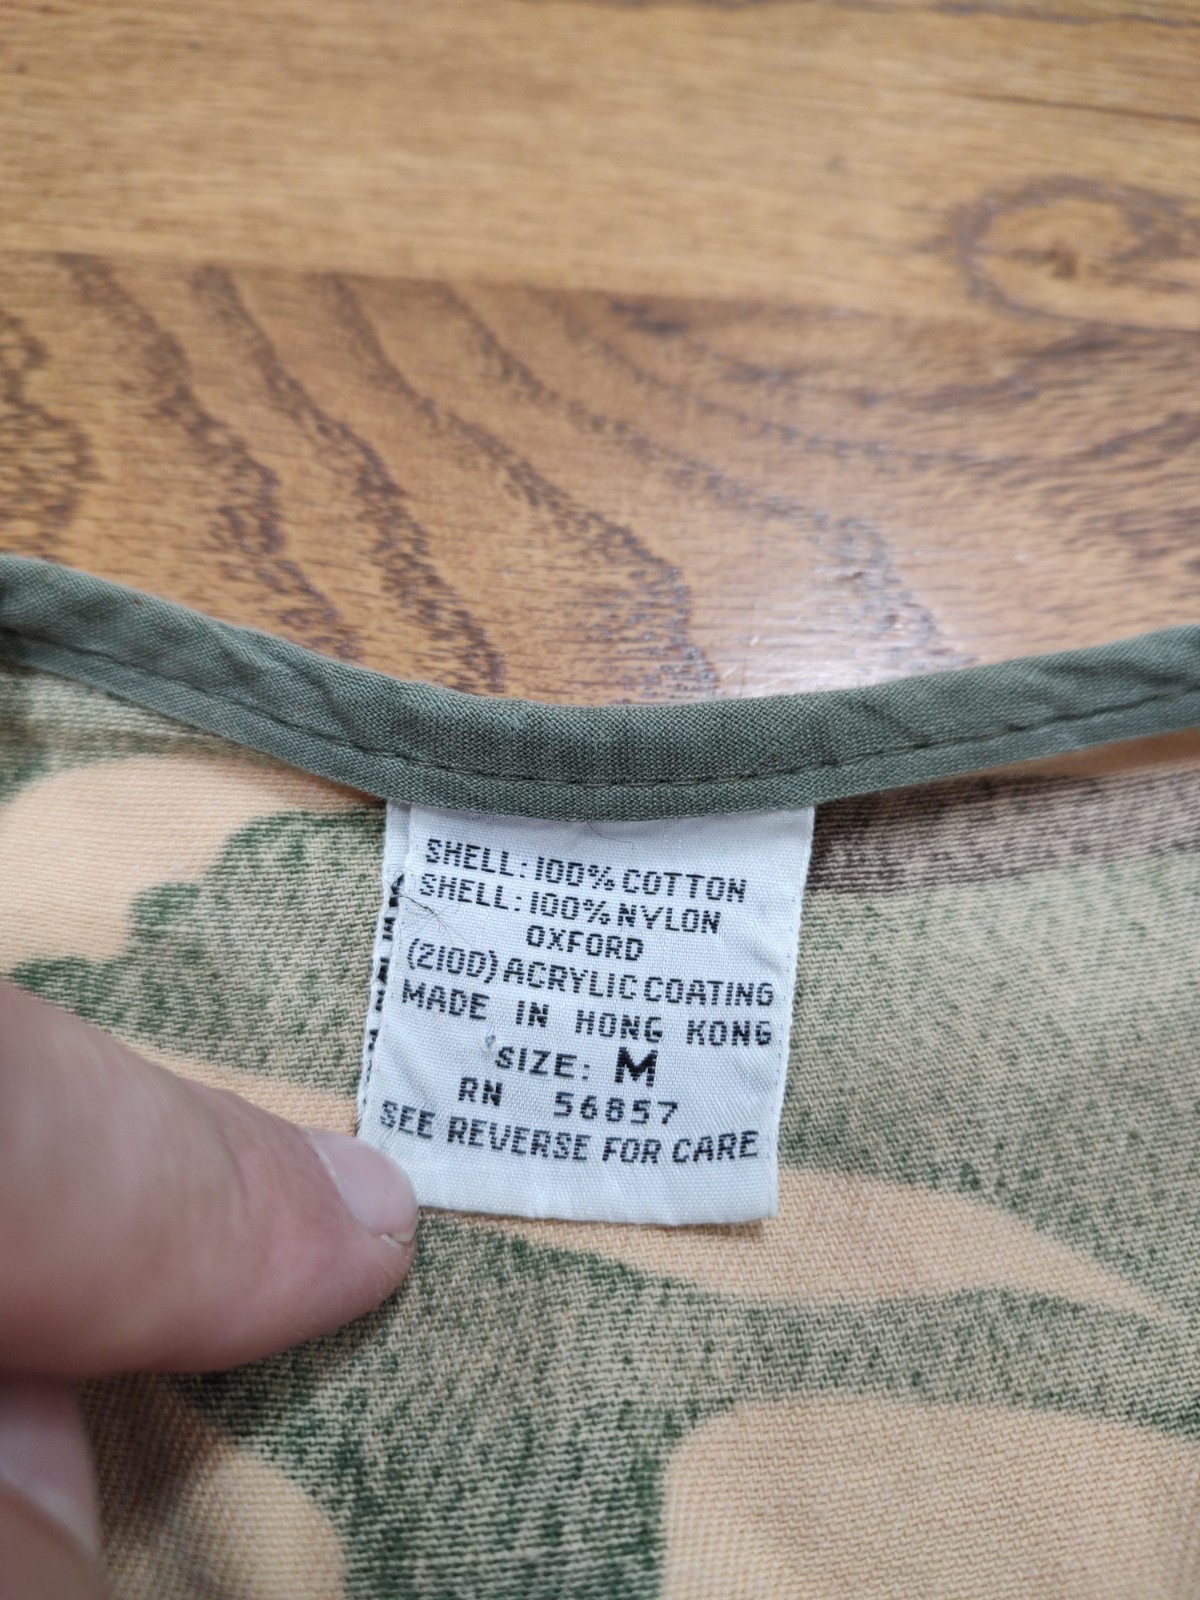 SHELL: 100% COTTON
SHELL: 100% NYLON
OXFORD
(210D) ACRYLIC COATING
MADE IN HONG KONG
SIZE: M
RN 56857
SEE REVERSE FOR CARE